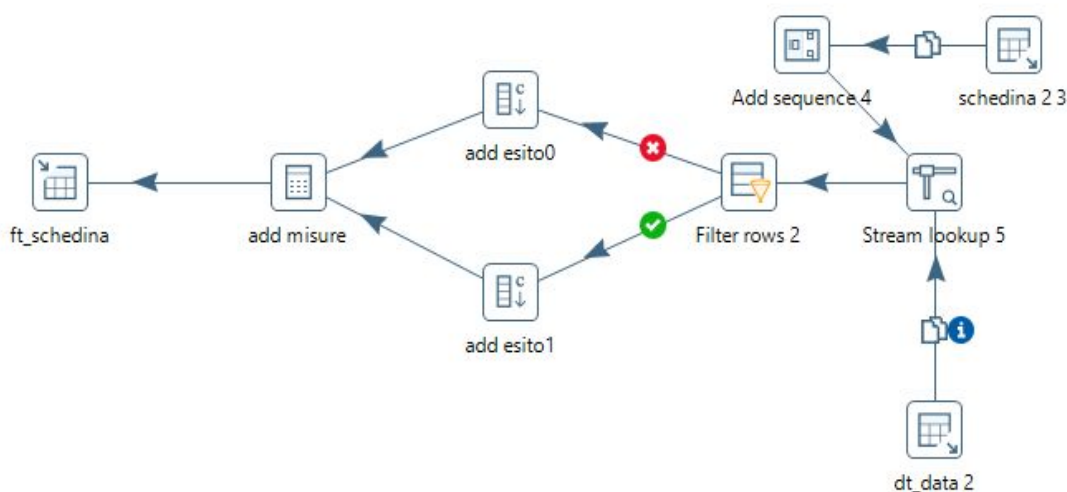 Add sequence 4
schedina 2 3
add esito0
ft_schedina
add misure
Filter rows 2
Stream lookup 5
add esito1
dt_data 2